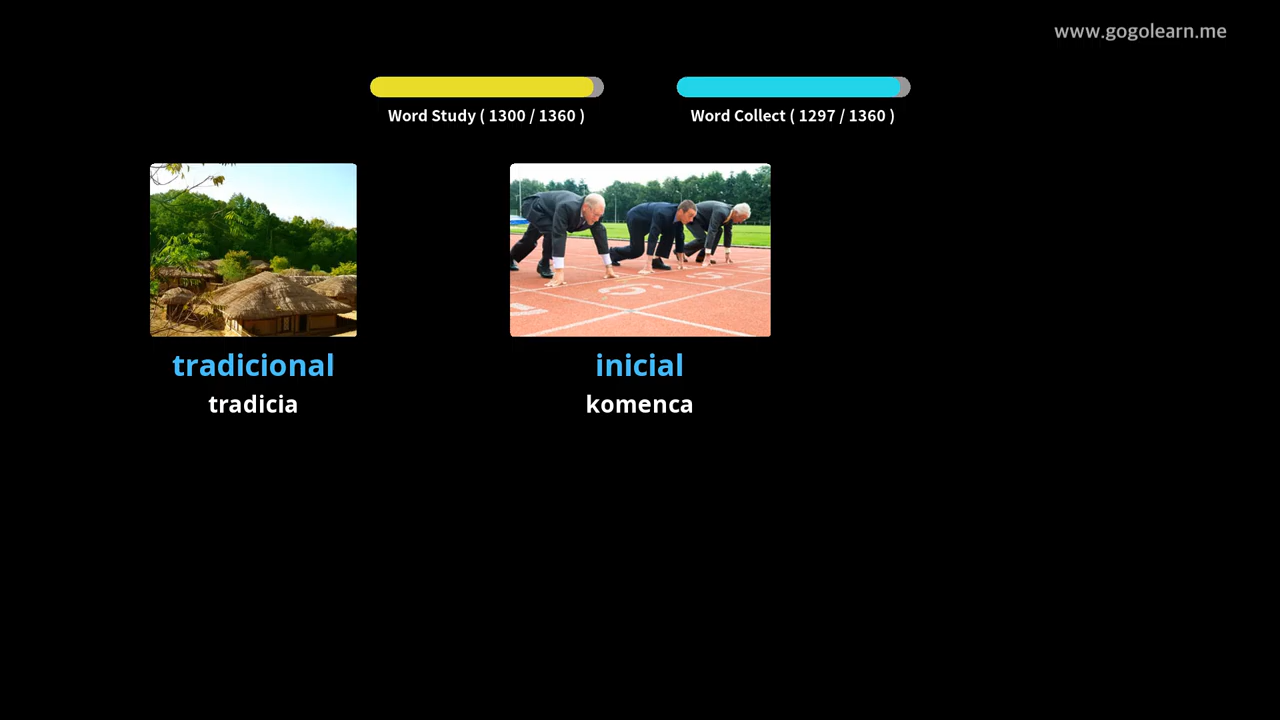 www.gogolearn.me
Word Study ( 1300 / 1360 )
Word Collect ( 1297 / 1360 )
tradicional
tradicia
inicial
komenca